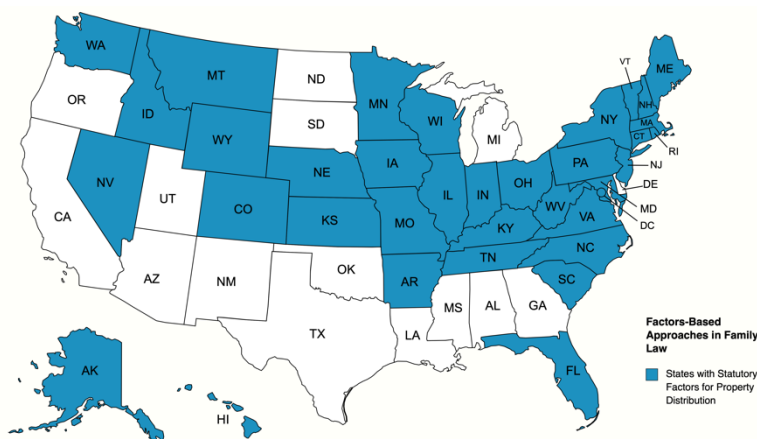 WA
MT
ND
MN
OR
ID
SD
WI
MI
WY
NV
UT
CA
CO
NE
IA
KS
MO
IL
IN
OH
KY
WV
VA
PA
NY
VT
NH
ME
MA
CT
RI
NJ
DE
MD
DC
TN
NC
SC
AZ
NM
OK
AR
TX
LA
MS
AL
GA
FL
AK
HI
Factors-Based
Approaches in Family
Law
States with Statutory
Factors for Property
Distribution